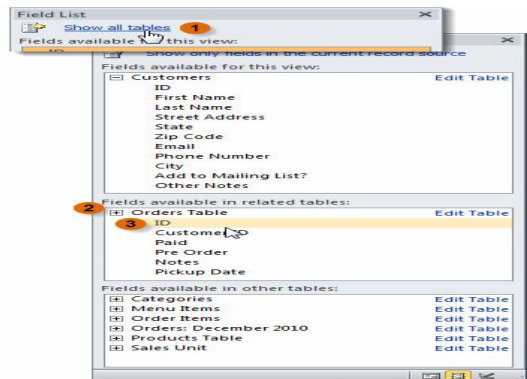 Field List
Show all tables 1
Fields available for this view:
Show only fields in the current record source
Fields available for this view:
Customers Edit Table
ID
First Name
Last Name
Street Address
State
Zip Code
Email
Phone Number
City
Add to Mailing List?
Other Notes
2 Fields available in related tables:
Orders Table Edit Table
3 ID
Customer ID
Paid
Pre Order
Notes
Pickup Date
Fields available in other tables:
Categories Edit Table
Menu Items Edit Table
Order Items Edit Table
Orders: December 2010 Edit Table
Products Table Edit Table
Sales Unit Edit Table